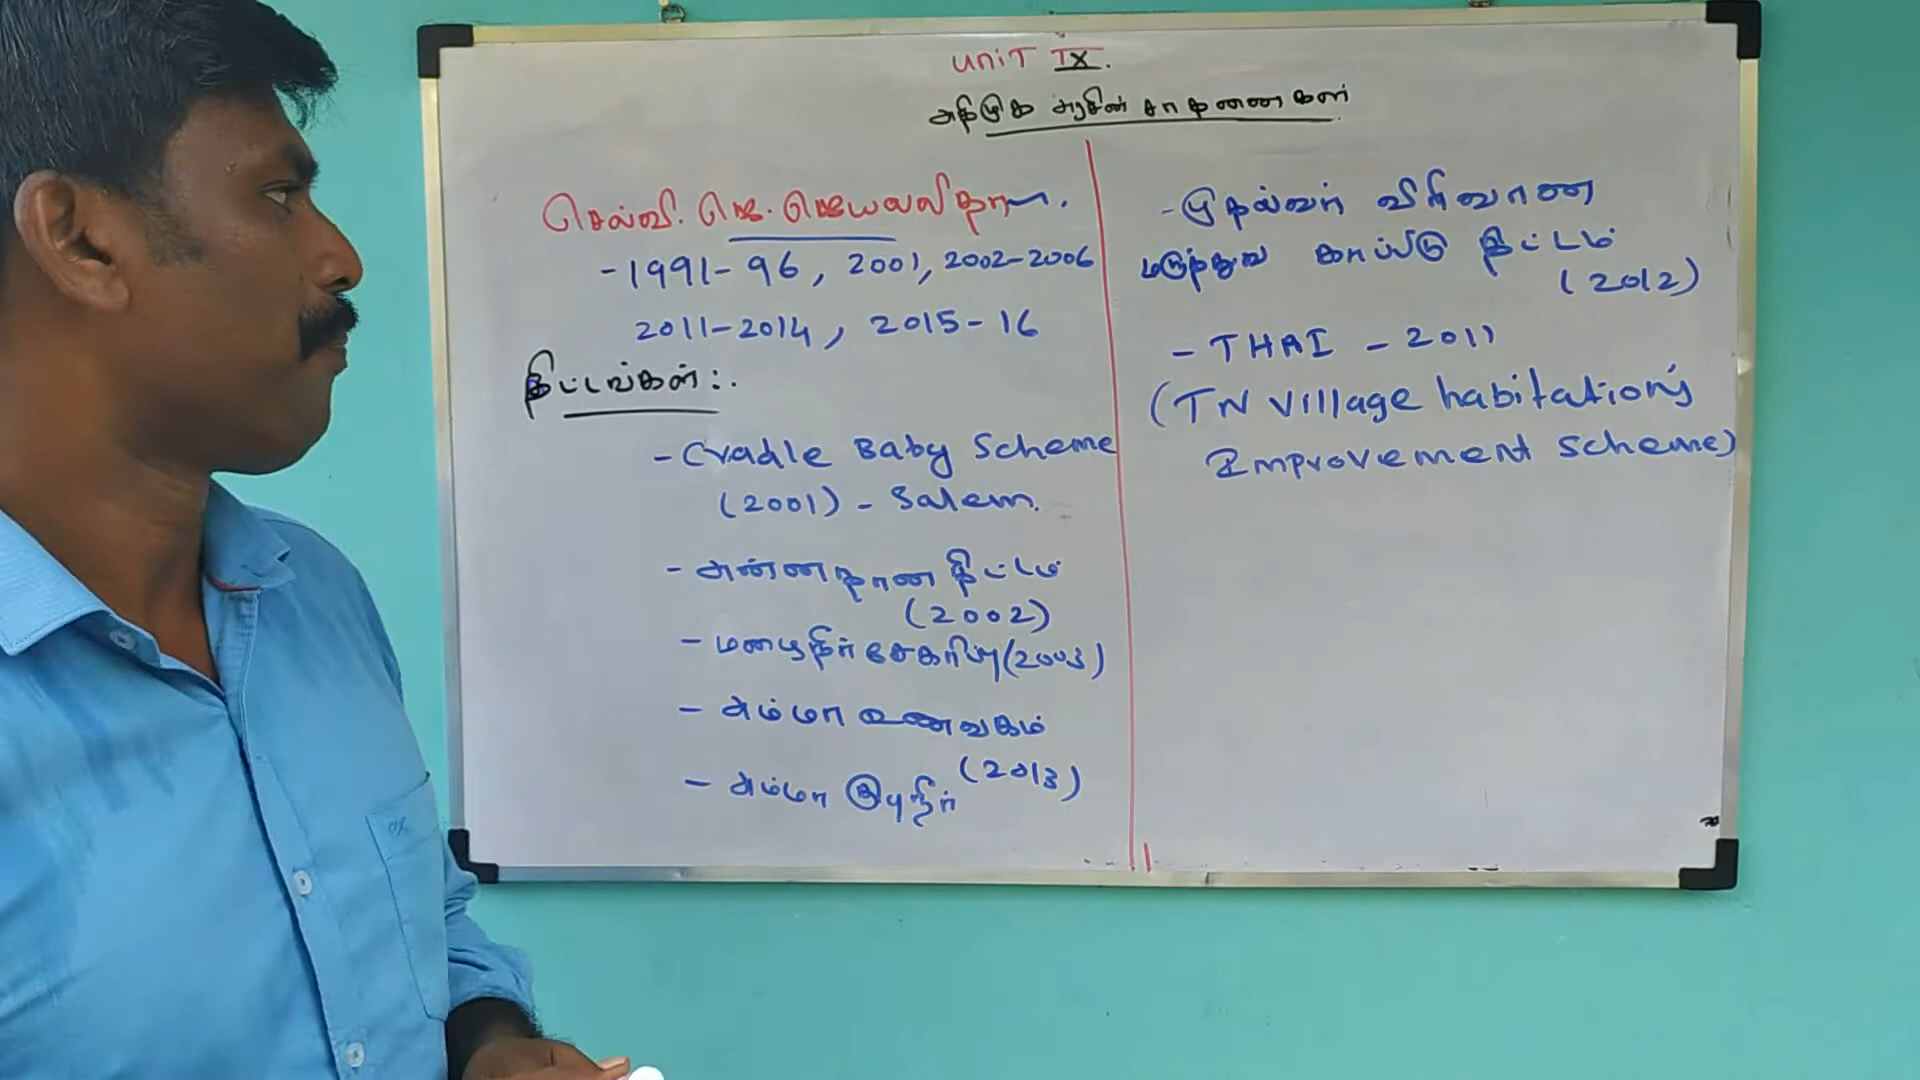 UNIT IX.
அதிமுக அரசின் சாதனைகள்
செல்வி. ஜெ. ஜெயலலிதா.
- 1991-96, 2001, 2002-2006
2011-2014, 2015-16
திட்டங்கள் :.
- Cradle Baby Scheme
(2001) - Salem.
- அன்னதான திட்டம்
(2002)
- மழைநீர் சேகரிப்பு (2003)
- அம்மா உணவகம்
(2013)
- அம்மா குடிநீர்
- முதல்வர் விரிவான
மருத்துவ காப்பீடு திட்டம்
(2012)
- THAI - 2011
(TN Village habitation's
Improvement Scheme)